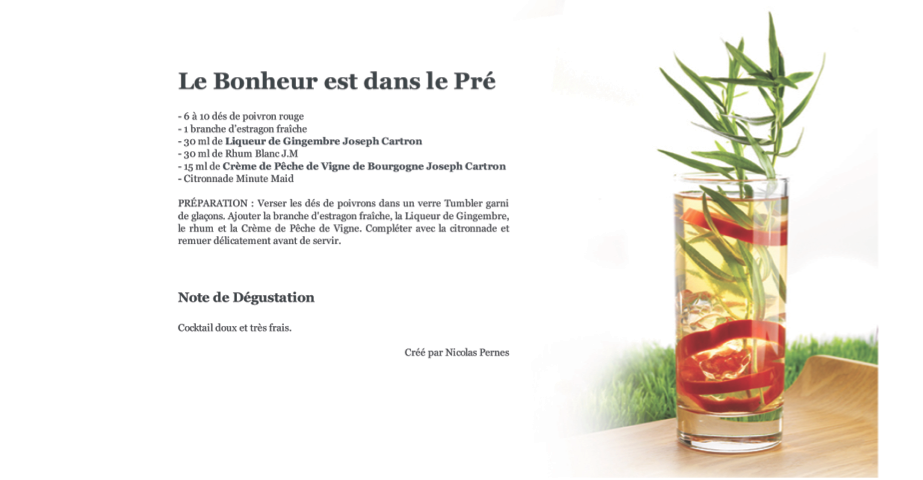 Le Bonheur est dans le Pré
- 6 à 10 dés de poivron rouge
- 1 branche d'estragon fraîche
- 30 ml de Liqueur de Gingembre Joseph Cartron
- 30 ml de Rhum Blanc J.M
- 15 ml de Crème de Pêche de Vigne de Bourgogne Joseph Cartron
- Citronnade Minute Maid
PRÉPARATION : Verser les dés de poivrons dans un verre Tumbler garni
de glaçons. Ajouter la branche d'estragon fraîche, la Liqueur de Gingembre,
le rhum et la Crème de Pêche de Vigne. Compléter avec la citronnade et
remuer délicatement avant de servir.
Note de Dégustation
Cocktail doux et très frais.
Créé par Nicolas Pernes